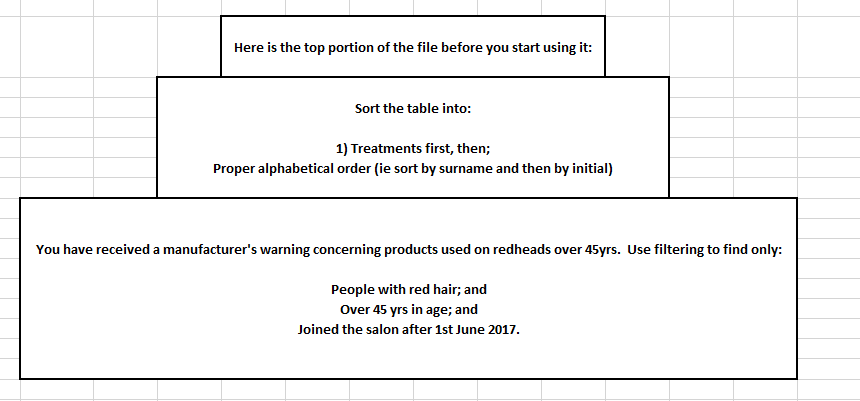 Here is the top portion of the file before you start using it:
Sort the table into:
1) Treatments first, then;
Proper alphabetical order (ie sort by surname and then by initial)
You have received a manufacturer's warning concerning products used on redheads over 45yrs.  Use filtering to find only:
People with red hair; and
Over 45 yrs in age; and
Joined the salon after 1st June 2017.